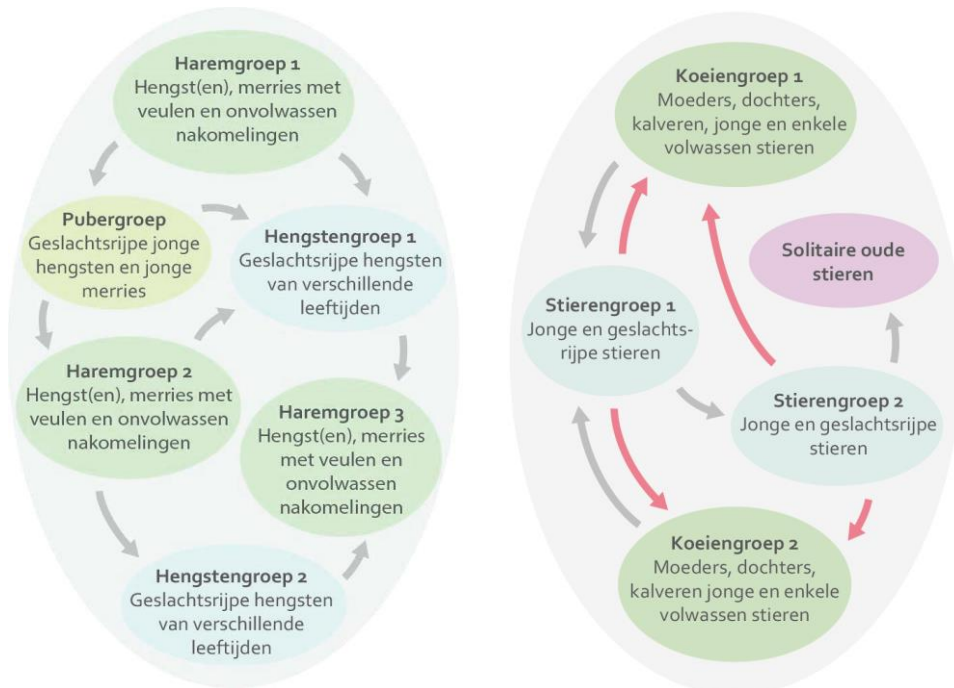 Haremgroep 1
Hengst(en), merries met
veulen en onvolwassen
nakomelingen
Pubergroep
Geslachtsrijpe jonge
hengsten en jonge
merries
Hengstengroep 1
Geslachtsrijpe hengsten
van verschillende
leeftijden
Haremgroep 2
Hengst(en), merries met
veulen en onvolwassen
nakomelingen
Haremgroep 3
Hengst(en), merries
met veulen en
onvolwassen
nakomelingen
Hengstengroep 2
Geslachtsrijpe hengsten
van verschillende
leeftijden
Koeiengroep 1
Moeders, dochters,
kalveren, jonge en enkele
volwassen stieren
Solitaire oude
stieren
Stierengroep 1
Jonge en geslachts-
rijpe stieren
Stierengroep 2
Jonge en geslachtsrijpe
stieren
Koeiengroep 2
Moeders, dochters,
kalveren jonge en enkele
volwassen stieren